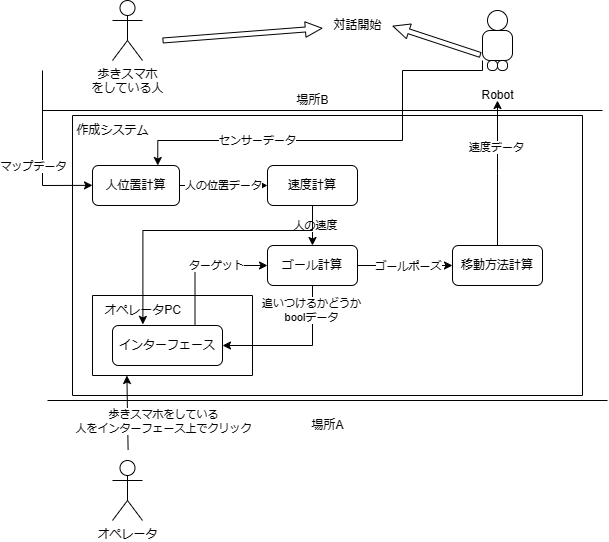 対話開始
歩きスマホ
をしている人
Robot
場所B
作成システム
センサーデータ
速度データ
マップデータ
人位置計算
人の位置データ
速度計算
人の速度
ターゲット
ゴール計算
ゴールポーズ
移動方法計算
追いつけるかどうか
boolデータ
オペレータPC
インターフェース
歩きスマホをしている
人をインターフェース上でクリック
場所A
オペレータ